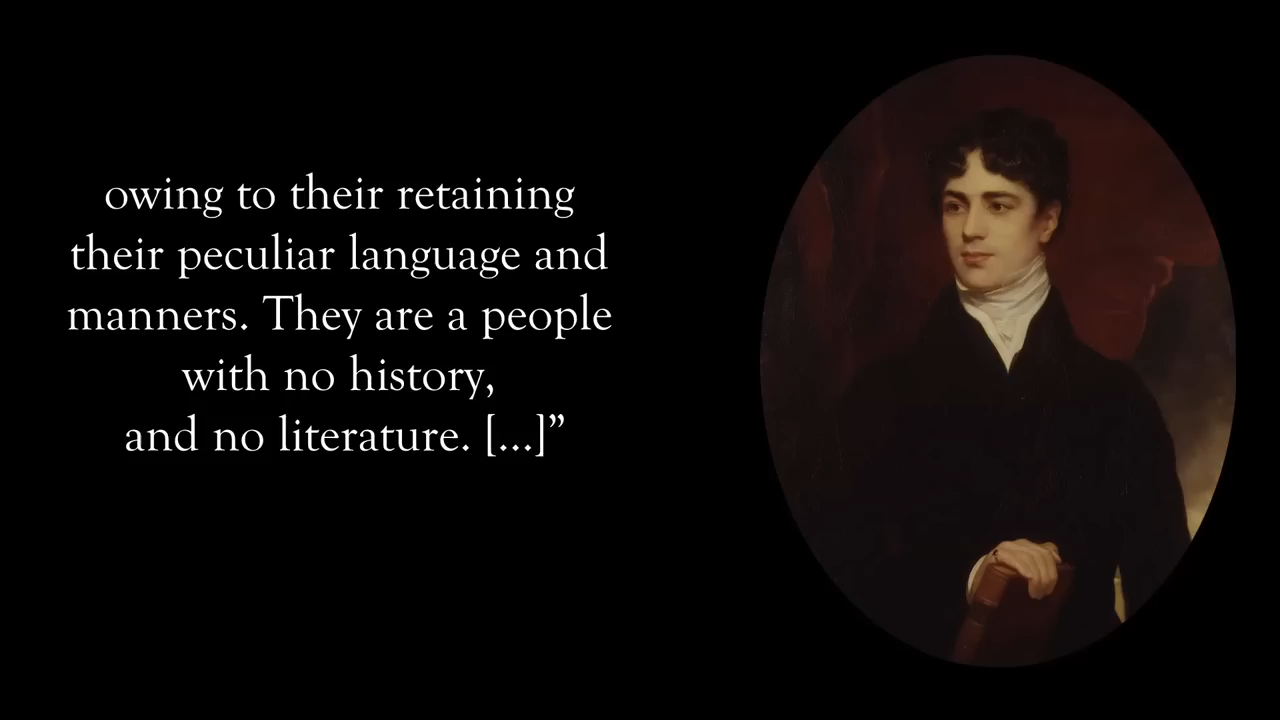 owing to their retaining
their peculiar language and
manners. They are a people
with no history,
and no literature. [...]”